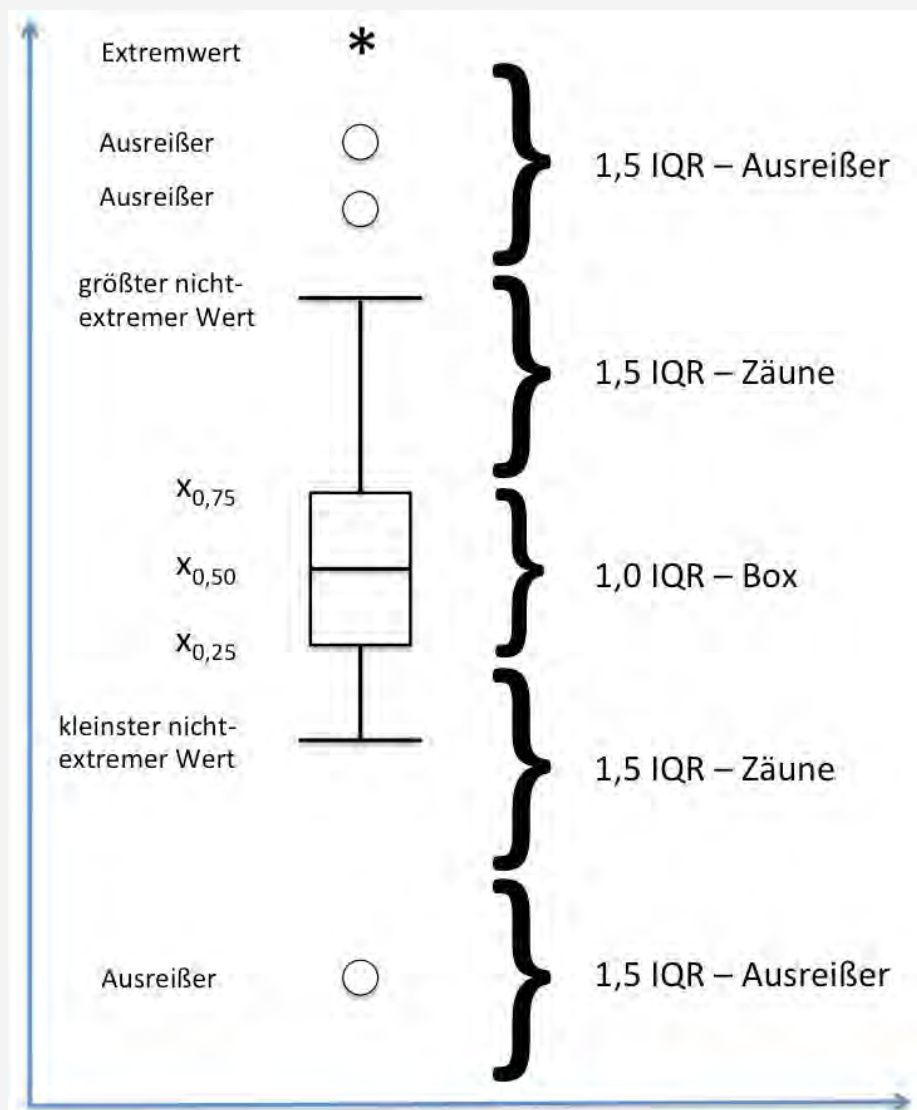 Extremwert
*
Ausreißer
Ausreißer
1,5 IQR – Ausreißer
größter nicht-
extremer Wert
1,5 IQR – Zäune
x0,75
x0,50
1,0 IQR – Box
x0,25
kleinster nicht-
extremer Wert
1,5 IQR – Zäune
Ausreißer
1,5 IQR – Ausreißer